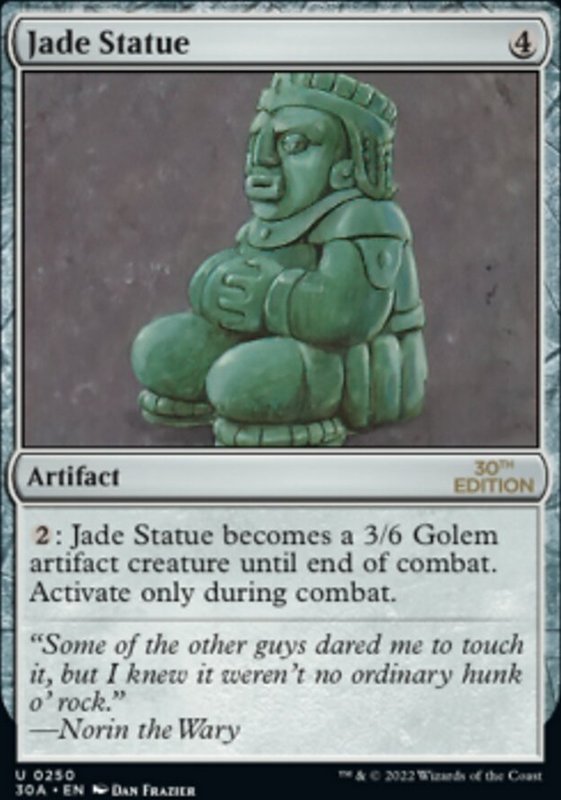 Jade Statue 4
Artifact
30TH
EDITION
2: Jade Statue becomes a 3/6 Golem
artifact creature until end of combat.
Activate only during combat.
“Some of the other guys dared me to touch
it, but I knew it weren’t no ordinary hunk
o’ rock.”
—Norin the Wary
U 0250
30A • EN DAN FRAZIER
™ & © 2022 Wizards of the Coast